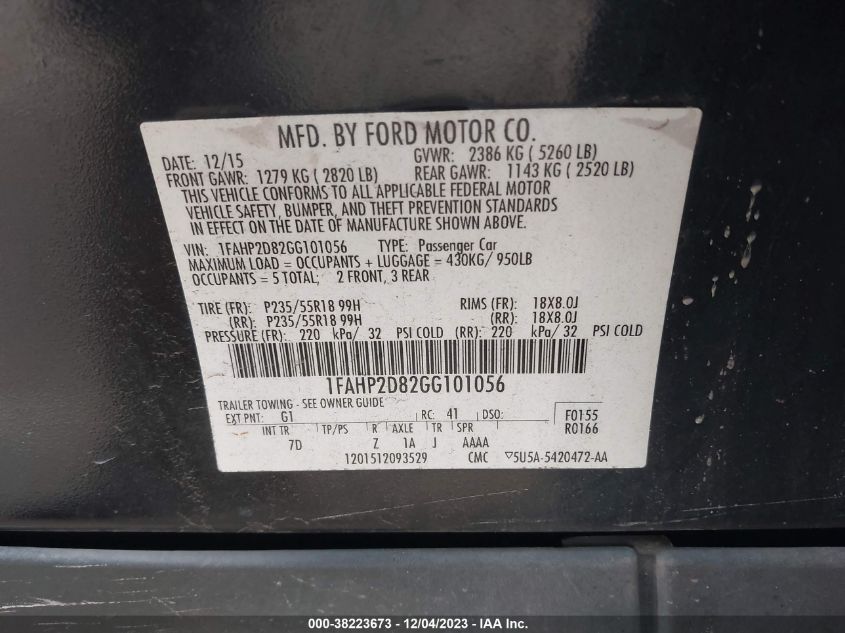 MFD. BY FORD MOTOR CO.
DATE: 12/15 GVWR: 2386 KG ( 5260 LB)
FRONT GAWR: 1279 KG ( 2820 LB) REAR GAWR: 1143 KG ( 2520 LB)
THIS VEHICLE CONFORMS TO ALL APPLICABLE FEDERAL MOTOR
VEHICLE SAFETY, BUMPER, AND THEFT PREVENTION STANDARDS
IN EFFECT ON THE DATE OF MANUFACTURE SHOWN ABOVE.
VIN: 1FAHP2D82GG101056 TYPE: Passenger Car
MAXIMUM LOAD = OCCUPANTS + LUGGAGE = 430KG/ 950LB
OCCUPANTS = 5 TOTAL; 2 FRONT, 3 REAR
TIRE (FR): P235/55R18 99H RIMS (FR): 18X8.0J
(RR): P235/55R18 99H (RR): 18X8.0J
PRESSURE (FR): 220 kPa/ 32 PSI COLD (RR): 220 kPa/ 32 PSI COLD
1FAHP2D82GG101056
TRAILER TOWING - SEE OWNER GUIDE
EXT PNT: G1 RC: 41 DSO: F0155
INT TR TP/PS R AXLE TR SPR R0166
7D Z 1A J AAAA
1201512093529 CMC ▽5U5A-5420472-AA
000-38223673 - 12/04/2023 - IAA Inc.